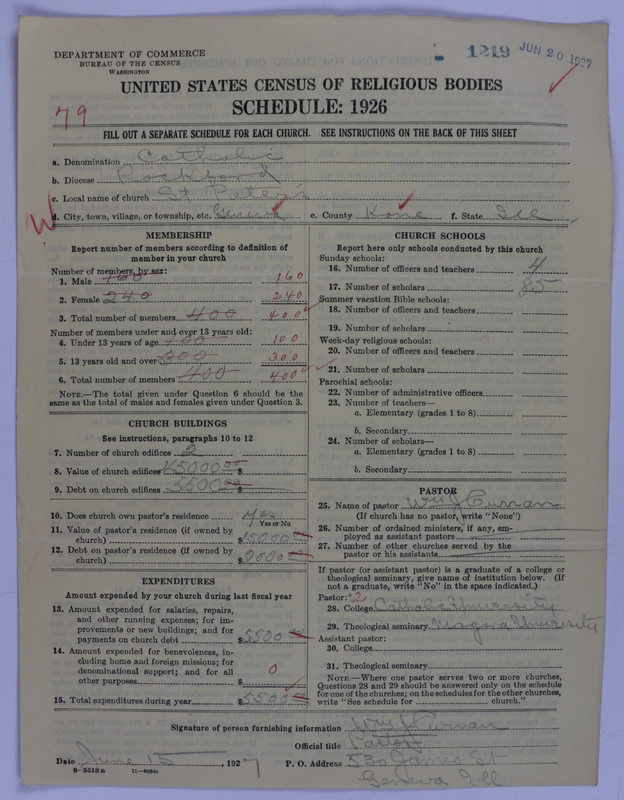 1219 JUN 20 1927
DEPARTMENT OF COMMERCE
BUREAU OF THE CENSUS
WASHINGTON
UNITED STATES CENSUS OF RELIGIOUS BODIES
SCHEDULE: 1926
79
FILL OUT A SEPARATE SCHEDULE FOR EACH CHURCH. SEE INSTRUCTIONS ON THE BACK OF THIS SHEET
a. Denomination Catholic
b. Diocese Rockford
c. Local name of church St Peters
d. City, town, village, or township, etc. Geneva e. County Kane f. State Ill
MEMBERSHIP
Report number of members according to definition of
member in your church
Number of members, by sex:
1. Male 160 160
2. Female 240 240
3. Total number of members 400 400
Number of members under and over 13 years old:
4. Under 13 years of age 100 100
5. 13 years old and over 300 300
6. Total number of members 400 400
NOTE.—The total given under Question 6 should be the
same as the total of males and females given under Question 3.
CHURCH BUILDINGS
See instructions, paragraphs 10 to 12
7. Number of church edifices 2
8. Value of church edifices 45000 00 $
9. Debt on church edifices 5500 00 $
10. Does church own pastor's residence Yes
Yes or No
11. Value of pastor's residence (if owned by
church) $15000
12. Debt on pastor's residence (if owned by
church) $2000
EXPENDITURES
Amount expended by your church during last fiscal year
13. Amount expended for salaries, repairs,
and other running expenses; for im-
provements or new buildings; and for
payments on church debt $5500
14. Amount expended for benevolences, in-
cluding home and foreign missions; for
denominational support; and for all
other purposes $ 0
15. Total expenditures during year $5500
CHURCH SCHOOLS
Report here only schools conducted by this church
Sunday schools:
16. Number of officers and teachers 4
17. Number of scholars 85
Summer vacation Bible schools:
18. Number of officers and teachers
19. Number of scholars
Week-day religious schools:
20. Number of officers and teachers
21. Number of scholars
Parochial schools:
22. Number of administrative officers
23. Number of teachers—
a. Elementary (grades 1 to 8)
b. Secondary
24. Number of scholars—
a. Elementary (grades 1 to 8)
b. Secondary
PASTOR
25. Name of pastor Wm J Curran
(If church has no pastor, write "None")
26. Number of ordained ministers, if any, em-
ployed as assistant pastors
27. Number of other churches served by the
pastor or his assistants
If pastor (or assistant pastor) is a graduate of a college or
theological seminary, give name of institution below. (If
not a graduate, write "No" in the space indicated.)
Pastor: 2
28. College Catholic University
29. Theological seminary Niagara University
Assistant pastor:
30. College
31. Theological seminary
NOTE.—Where one pastor serves two or more churches,
Questions 28 and 29 should be answered only on the schedule
for one of the churches; on the schedules for the other churches,
write "See schedule for church."
Signature of person furnishing information Wm J Curran
Official title Pastor
Date June 15, 1927 P. O. Address 530 James St
8—5518a 11—9054r Geneva Ill